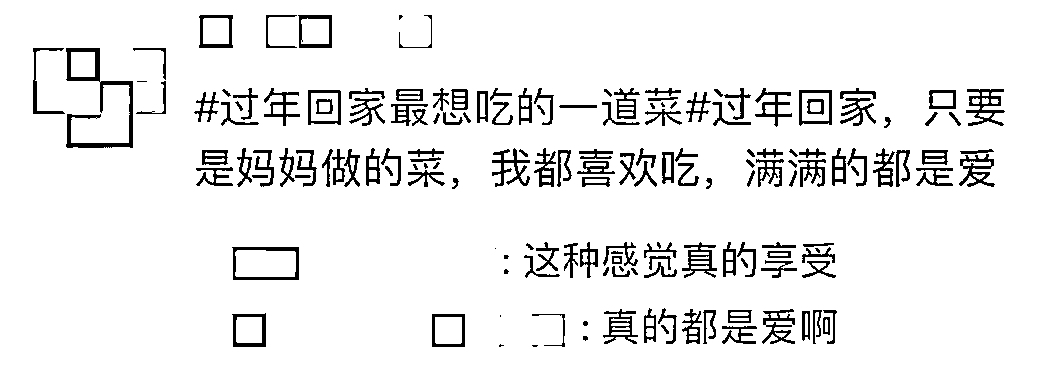 #过年回家最想吃的一道菜#过年回家，只要
是妈妈做的菜，我都喜欢吃，满满的都是爱
：这种感觉真的享受
：真的都是爱啊